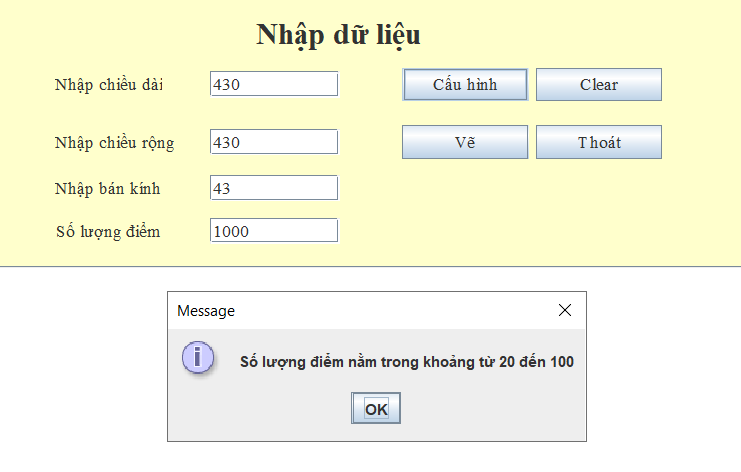 Nhập dữ liệu
Nhập chiều dài 430 Cấu hình Clear
Nhập chiều rộng 430 Vẽ Thoát
Nhập bán kính 43
Số lượng điểm 1000
Message
i Số lượng điểm nằm trong khoảng từ 20 đến 100
OK